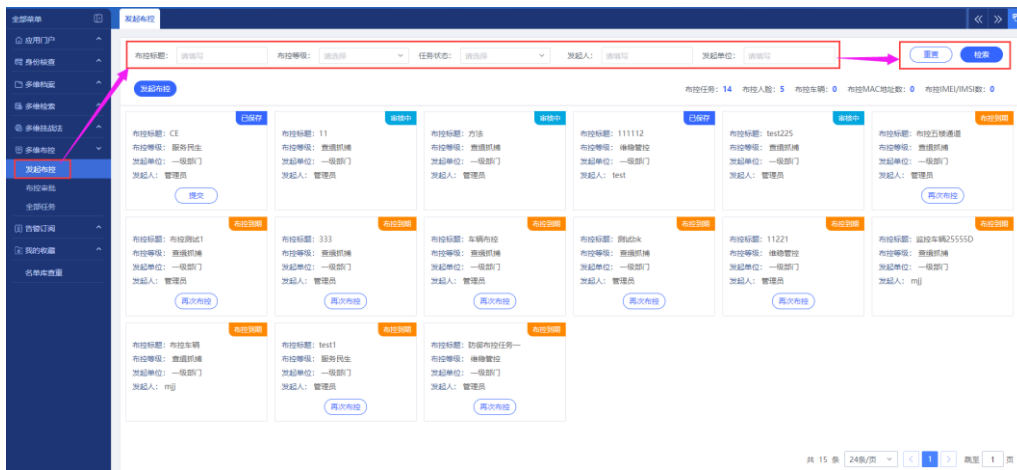 全部菜单
应用门户
身份核查
多维档案
多维检索
多维技战法
多维布控
发起布控
布控审批
全部任务
告警订阅
我的收藏
名单库查重
发起布控
布控标题： 请填写 布控等级： 请选择 任务状态： 请选择 发起人： 请填写 发起单位： 请填写 重置 检索
发起布控 布控任务：14 布控人脸：5 布控车辆：0 布控MAC地址数：0 布控IMEI/IMSI数：0
已保存
布控标题：CE
布控等级：服务民生
发起单位：一级部门
发起人：管理员
提交
审核中
布控标题：11
布控等级：查缉抓捕
发起单位：一级部门
发起人：管理员
审核中
布控标题：方法
布控等级：查缉抓捕
发起单位：一级部门
发起人：管理员
审核中
布控标题：111112
布控等级：维稳管控
发起单位：一级部门
发起人：test
审核中
布控标题：test225
布控等级：查缉抓捕
发起单位：一级部门
发起人：管理员
布控到期
布控标题：布控五楼通道
布控等级：查缉抓捕
发起单位：一级部门
发起人：管理员
再次布控
布控到期
布控标题：布控测试1
布控等级：查缉抓捕
发起单位：一级部门
发起人：管理员
再次布控
布控到期
布控标题：333
布控等级：查缉抓捕
发起单位：一级部门
发起人：管理员
再次布控
布控到期
布控标题：车辆布控
布控等级：查缉抓捕
发起单位：一级部门
发起人：管理员
再次布控
布控到期
布控标题：测试bk
布控等级：查缉抓捕
发起单位：一级部门
发起人：管理员
再次布控
布控到期
布控标题：11221
布控等级：维稳管控
发起单位：一级部门
发起人：管理员
再次布控
布控到期
布控标题：监控车辆25555D
布控等级：查缉抓捕
发起单位：一级部门
发起人：mjj
布控到期
布控标题：布控车辆
布控等级：查缉抓捕
发起单位：一级部门
发起人：mjj
布控到期
布控标题：test1
布控等级：服务民生
发起单位：一级部门
发起人：管理员
再次布控
布控到期
布控标题：防窜布控任务一
布控等级：维稳管控
发起单位：一级部门
发起人：管理员
再次布控
共 15 条 24条/页 1 跳至 1 页